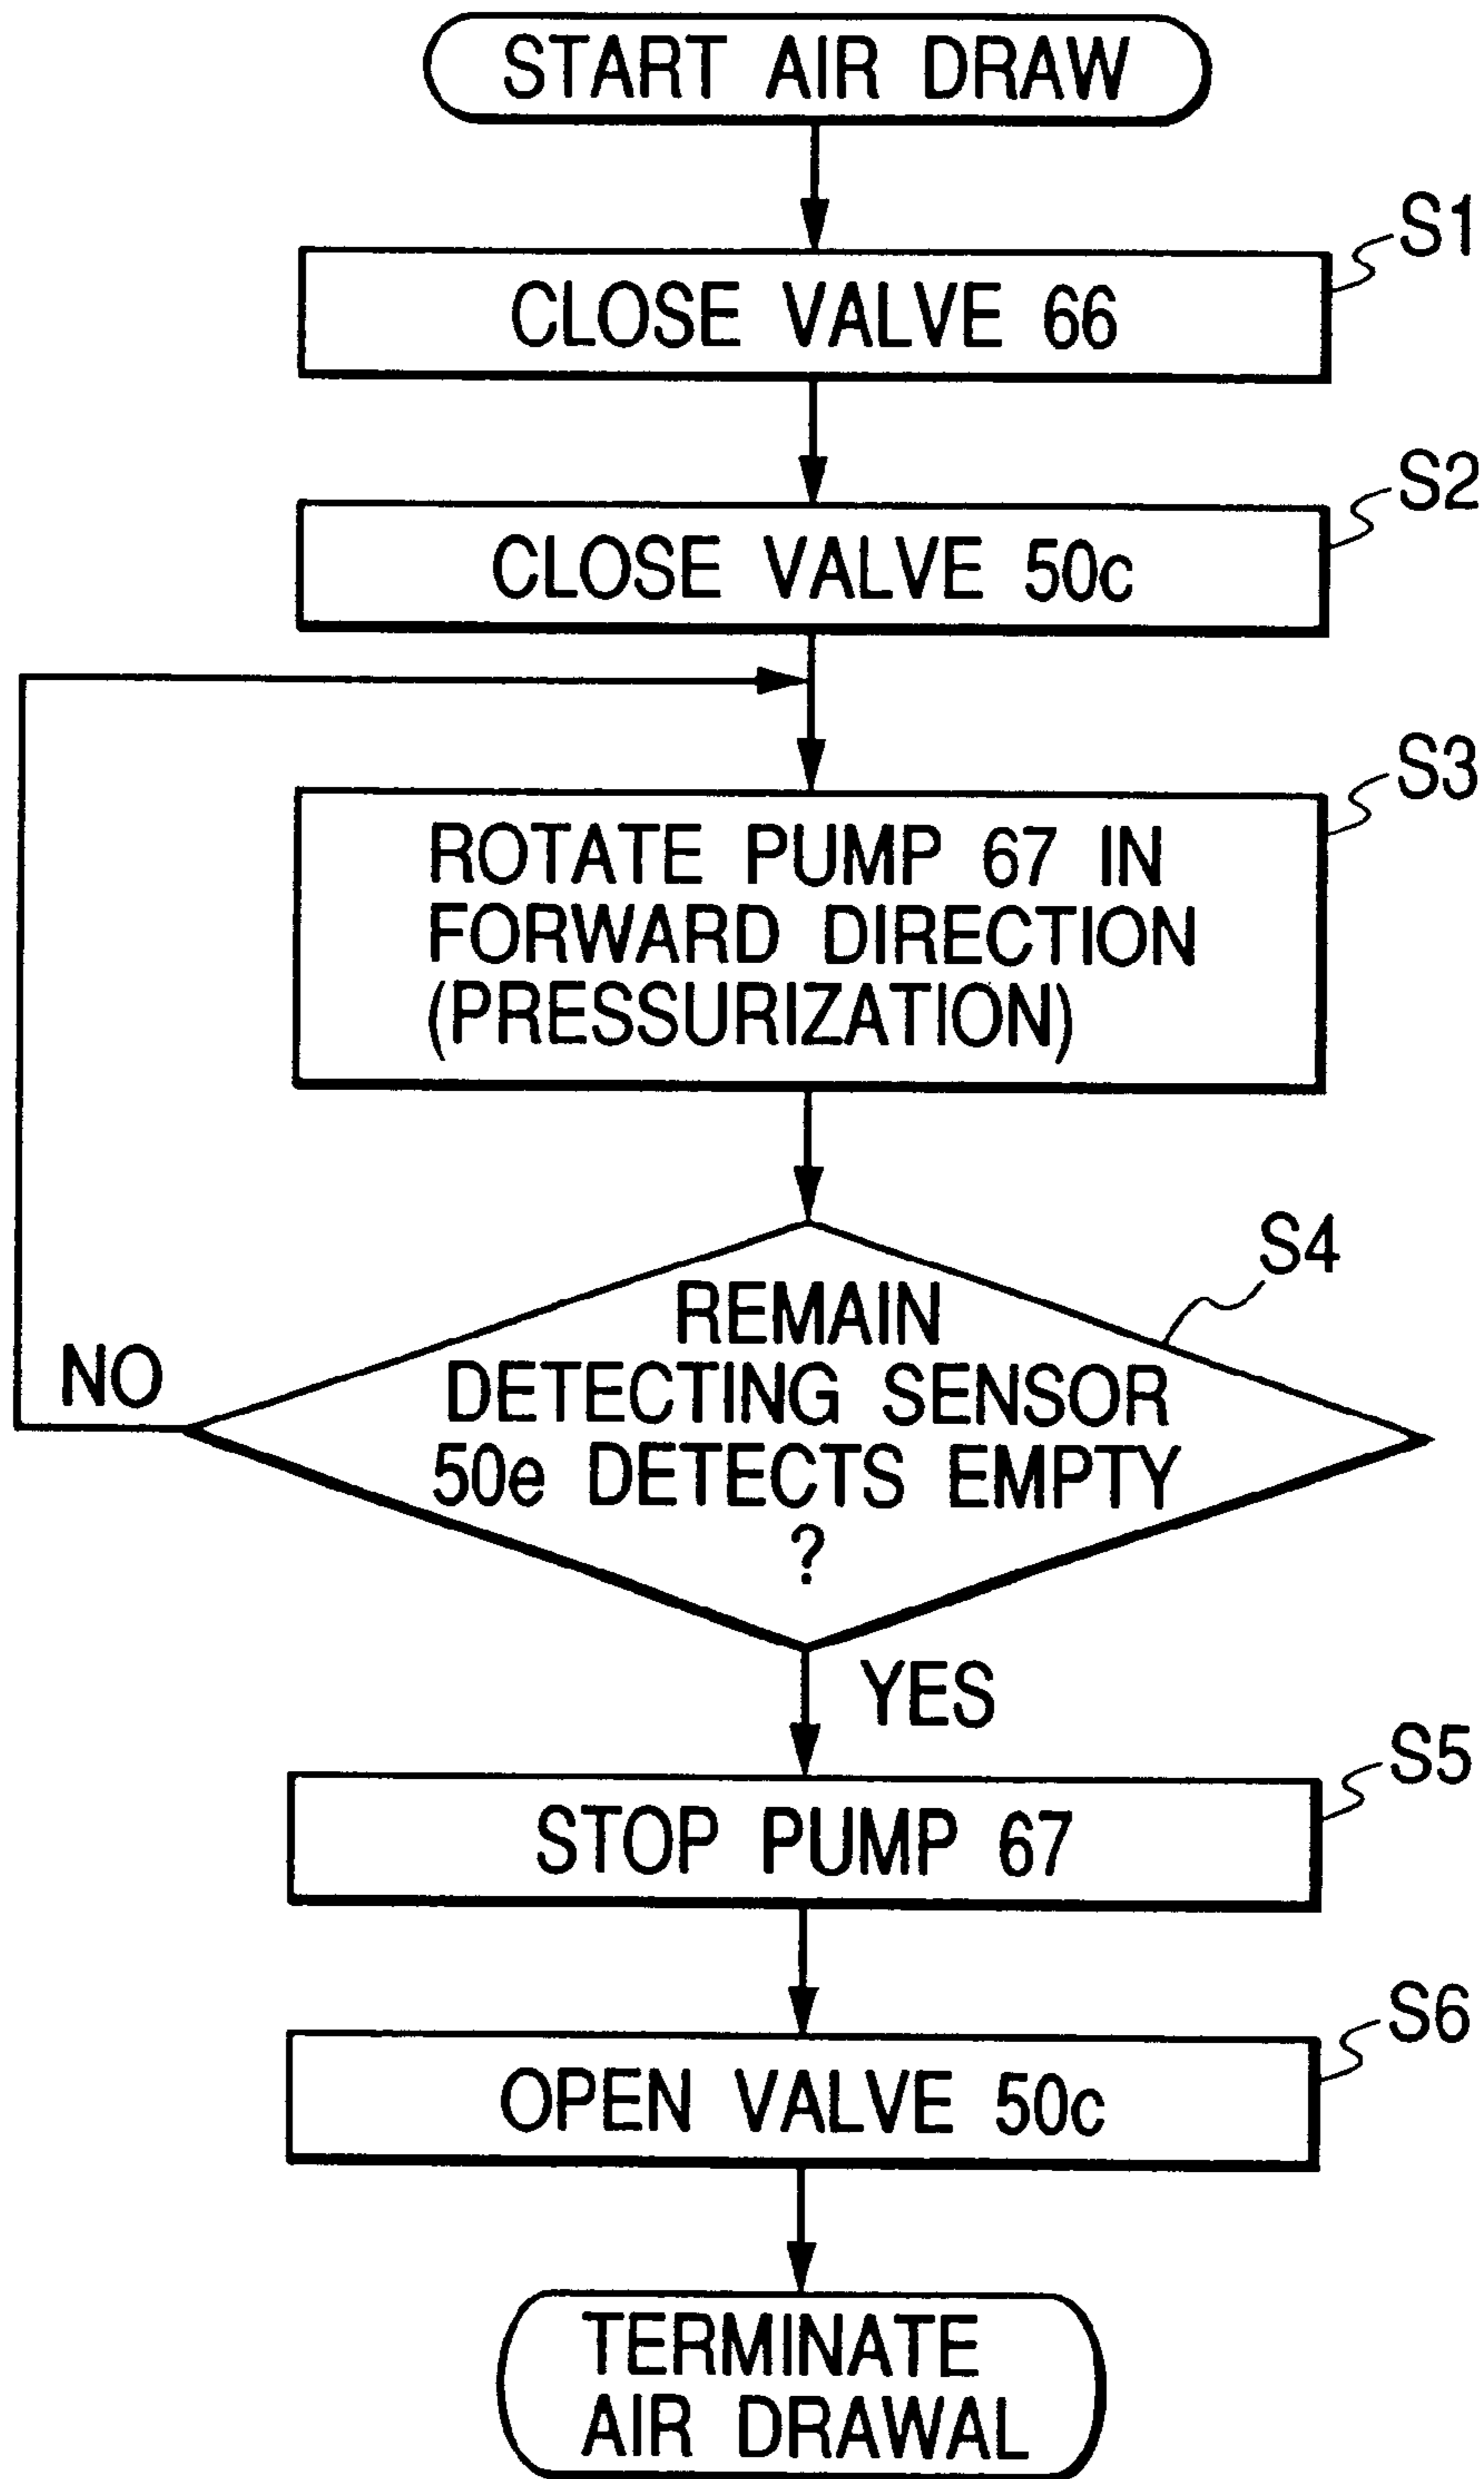 START AIR DRAW
S1
CLOSE VALVE 66
S2
CLOSE VALVE 50c
S3
ROTATE PUMP 67 IN
FORWARD DIRECTION
(PRESSURIZATION)
S4
REMAIN
DETECTING SENSOR
50e DETECTS EMPTY
?
NO
YES
S5
STOP PUMP 67
S6
OPEN VALVE 50c
TERMINATE
AIR DRAWAL